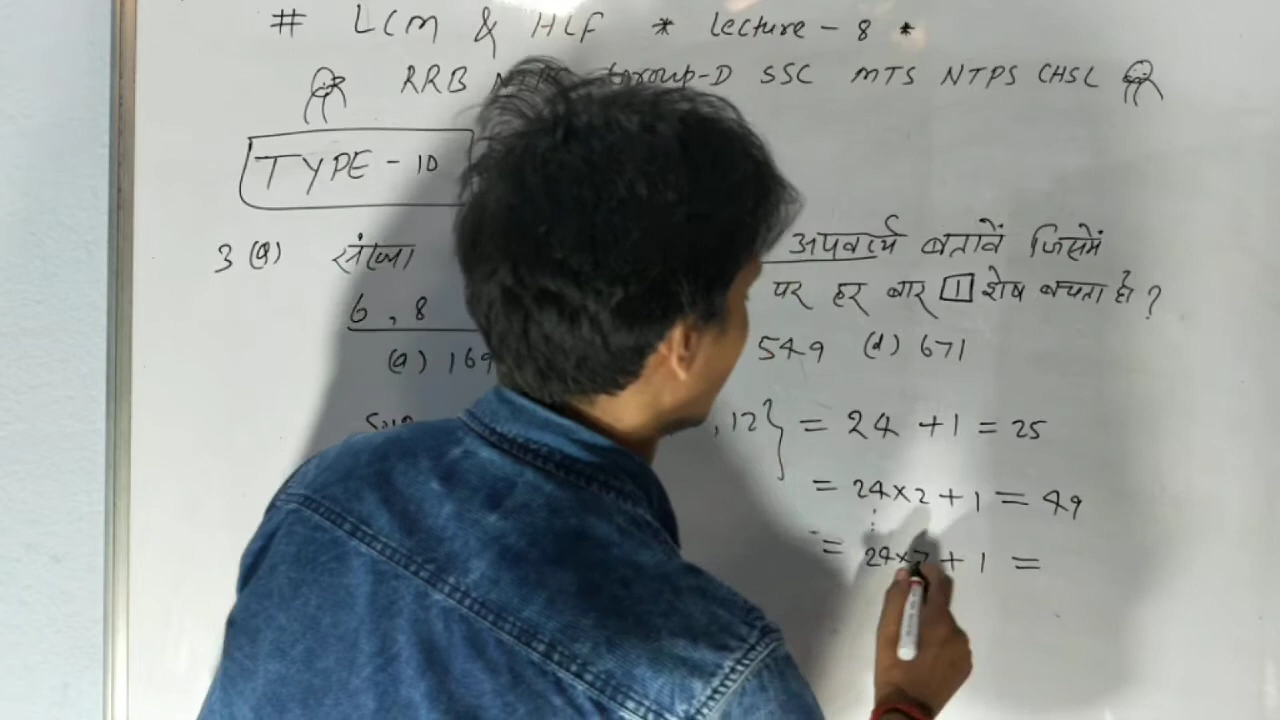 # LCM & HCF * Lecture - 8 *
RRB Group-D SSC MTS NTPS CHSL
TYPE - 10
3 (Q) संख्या अपवर्त्य बतावें जिसमें
6, 8 पर हर बार 1 शेष बचता हो ?
(a) 169 549 (d) 671
, 12 } = 24 + 1 = 25
= 24 × 2 + 1 = 49
= 24 × 7 + 1 =